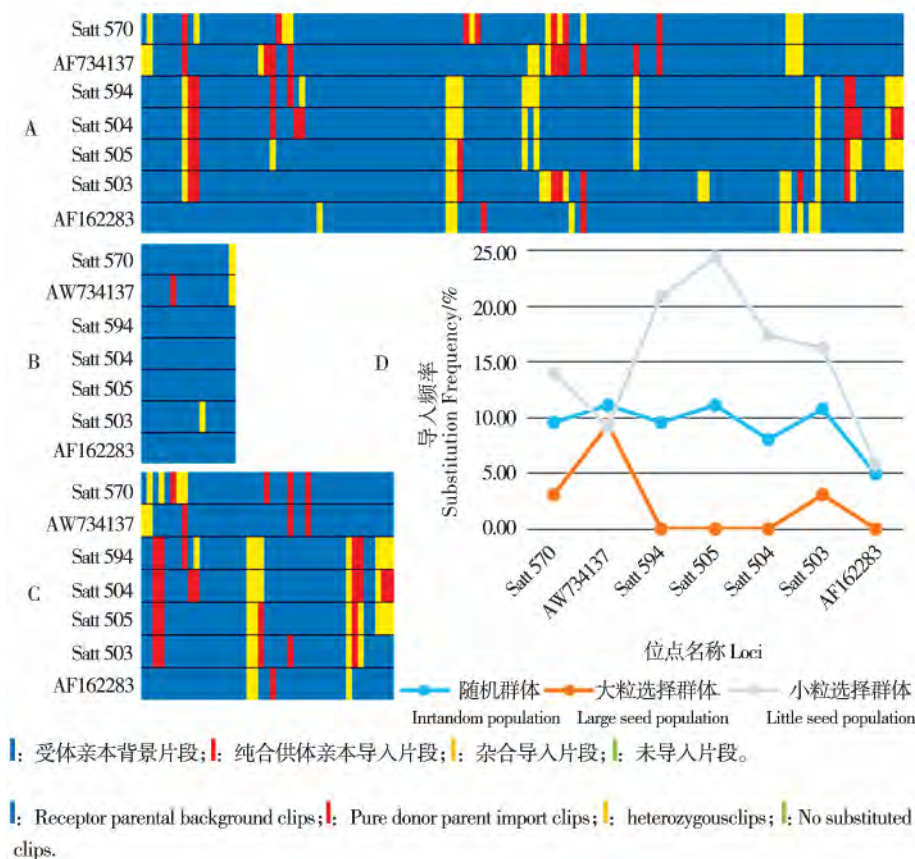 Satt 570
AF734137
Satt 594
A
Satt 504
Satt 505
Satt 503
AF162283
Satt 570
AW734137
Satt 594
B
Satt 504
Satt 505
Satt 503
AF162283
Satt 570
AW734137
Satt 594
C
Satt 504
Satt 505
Satt 503
AF162283
D
导入频率
Substitution Frequency/%
25.00
20.00
15.00
10.00
5.00
0.00
Satt 570
AW734137
Satt 594
Satt 505
Satt 504
Satt 503
AF162283
位点名称 Loci
随机群体 大粒选择群体 小粒选择群体
Inrtandom population Large seed population Little seed population
: 受体亲本背景片段; : 纯合供体亲本导入片段; : 杂合导入片段; : 未导入片段。
: Receptor parental background clips; : Pure donor parent import clips; : heterozygousclips; : No substituted
clips.